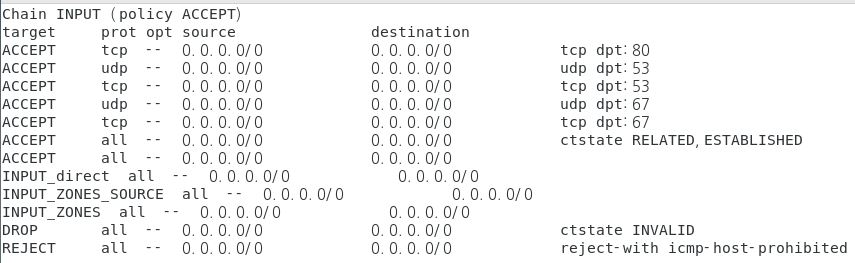 Chain INPUT (policy ACCEPT)
target     prot opt source               destination
ACCEPT     tcp  --  0.0.0.0/0            0.0.0.0/0            tcp dpt:80
ACCEPT     udp  --  0.0.0.0/0            0.0.0.0/0            udp dpt:53
ACCEPT     tcp  --  0.0.0.0/0            0.0.0.0/0            tcp dpt:53
ACCEPT     udp  --  0.0.0.0/0            0.0.0.0/0            udp dpt:67
ACCEPT     tcp  --  0.0.0.0/0            0.0.0.0/0            tcp dpt:67
ACCEPT     all  --  0.0.0.0/0            0.0.0.0/0            ctstate RELATED,ESTABLISHED
ACCEPT     all  --  0.0.0.0/0            0.0.0.0/0
INPUT_direct  all  --  0.0.0.0/0            0.0.0.0/0
INPUT_ZONES_SOURCE  all  --  0.0.0.0/0            0.0.0.0/0
INPUT_ZONES  all  --  0.0.0.0/0            0.0.0.0/0
DROP       all  --  0.0.0.0/0            0.0.0.0/0            ctstate INVALID
REJECT     all  --  0.0.0.0/0            0.0.0.0/0            reject-with icmp-host-prohibited